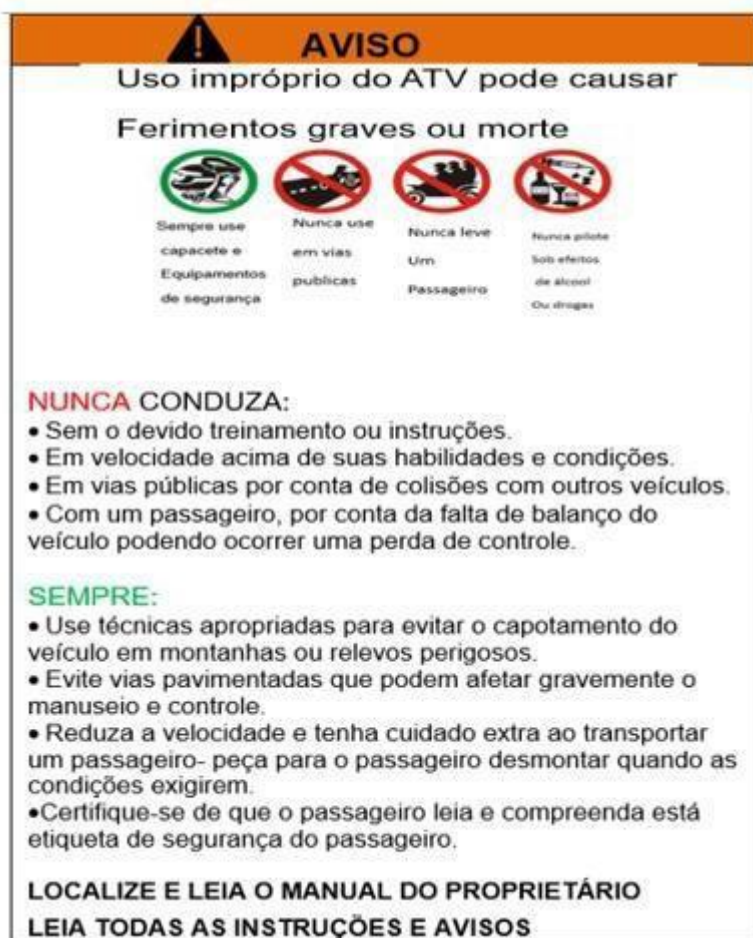 AVISO
Uso impróprio do ATV pode causar
Ferimentos graves ou morte
Sempre use
capacete e
Equipamentos
de segurança
Nunca use
em vias
publicas
Nunca leve
Um
Passageiro
Nunca pilote
Sob efeitos
de álcool
Ou drogas
NUNCA CONDUZA:
• Sem o devido treinamento ou instruções.
• Em velocidade acima de suas habilidades e condições.
• Em vias públicas por conta de colisões com outros veículos.
• Com um passageiro, por conta da falta de balanço do
veículo podendo ocorrer uma perda de controle.
SEMPRE:
• Use técnicas apropriadas para evitar o capotamento do
veículo em montanhas ou relevos perigosos.
• Evite vias pavimentadas que podem afetar gravemente o
manuseio e controle.
• Reduza a velocidade e tenha cuidado extra ao transportar
um passageiro- peça para o passageiro desmontar quando as
condições exigirem.
•Certifique-se de que o passageiro leia e compreenda está
etiqueta de segurança do passageiro.
LOCALIZE E LEIA O MANUAL DO PROPRIETÁRIO
LEIA TODAS AS INSTRUÇÕES E AVISOS